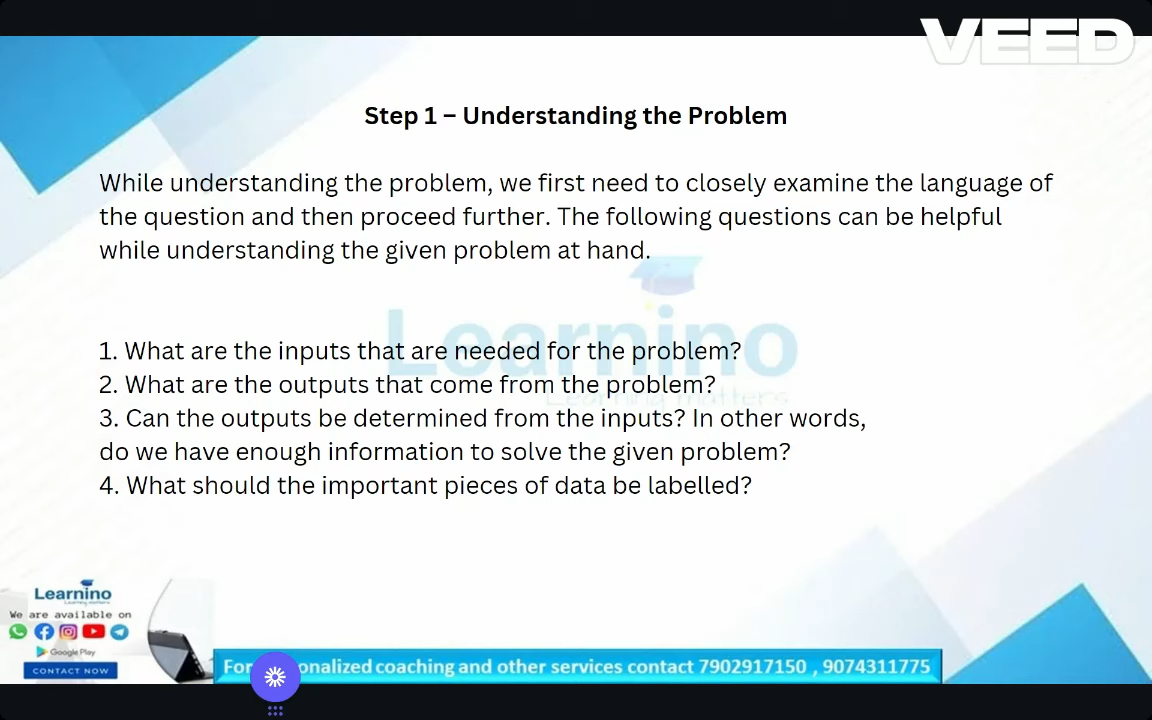 VEED
Step 1 – Understanding the Problem
While understanding the problem, we first need to closely examine the language of
the question and then proceed further. The following questions can be helpful
while understanding the given problem at hand.
Learnino
Learning matters
1. What are the inputs that are needed for the problem?
2. What are the outputs that come from the problem?
3. Can the outputs be determined from the inputs? In other words,
do we have enough information to solve the given problem?
4. What should the important pieces of data be labelled?
Learnino
Learning matters
We are available on
Google Play
CONTACT NOW
For onalized coaching and other services contact 7902917150 , 9074311775